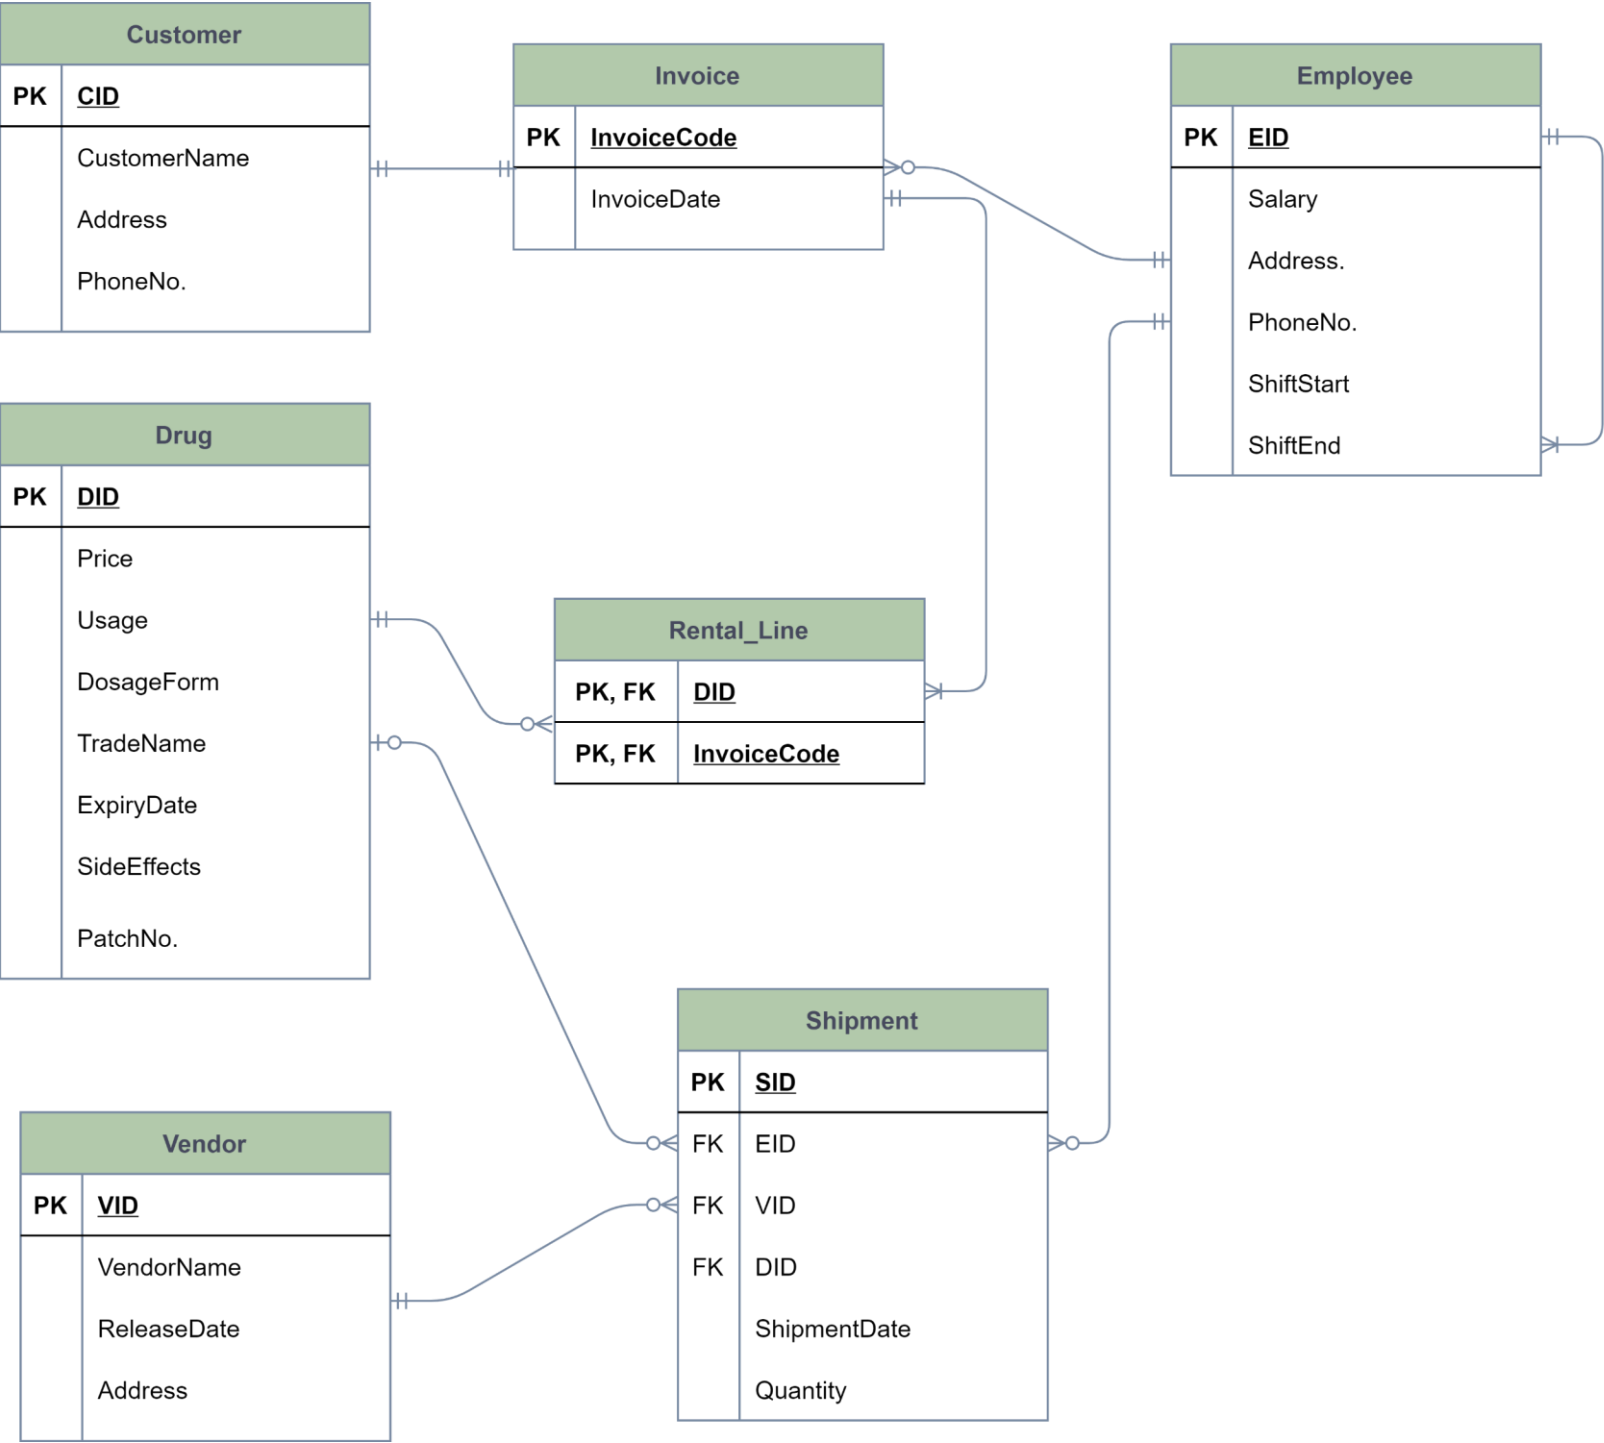 Customer
PK CID
CustomerName
Address
PhoneNo.
Invoice
PK InvoiceCode
InvoiceDate
Employee
PK EID
Salary
Address.
PhoneNo.
ShiftStart
ShiftEnd
Drug
PK DID
Price
Usage
DosageForm
TradeName
ExpiryDate
SideEffects
PatchNo.
Rental_Line
PK, FK DID
PK, FK InvoiceCode
Shipment
PK SID
FK EID
FK VID
FK DID
ShipmentDate
Quantity
Vendor
PK VID
VendorName
ReleaseDate
Address